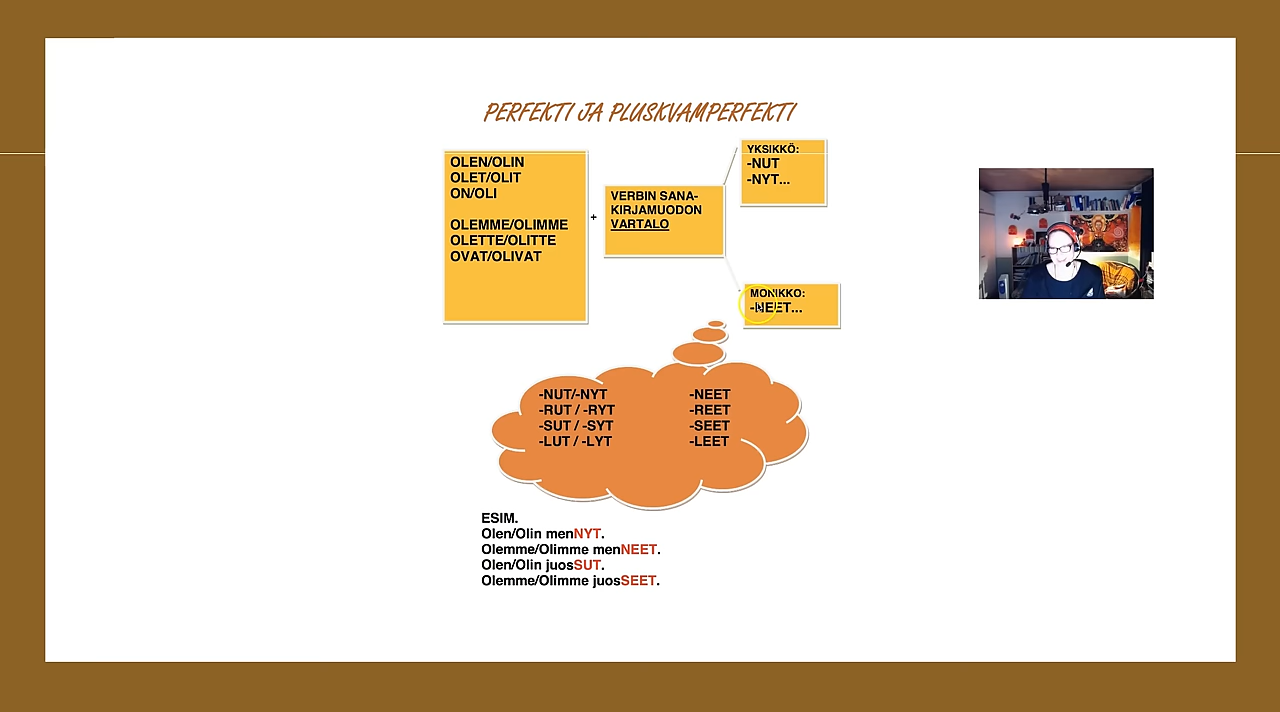 PERFEKTI JA PLUSKVAMPERFEKTI
OLEN/OLIN
OLET/OLIT
ON/OLI
OLEMME/OLIMME
OLETTE/OLITTE
OVAT/OLIVAT
+
VERBIN SANA-
KIRJAMUODON
VARTALO
YKSIKKÖ:
-NUT
-NYT...
MONIKKO:
-NEET...
-NUT/-NYT
-RUT / -RYT
-SUT / -SYT
-LUT / -LYT
-NEET
-REET
-SEET
-LEET
ESIM.
Olen/Olin menNYT.
Olemme/Olimme menNEET.
Olen/Olin juosSUT.
Olemme/Olimme juosSEET.